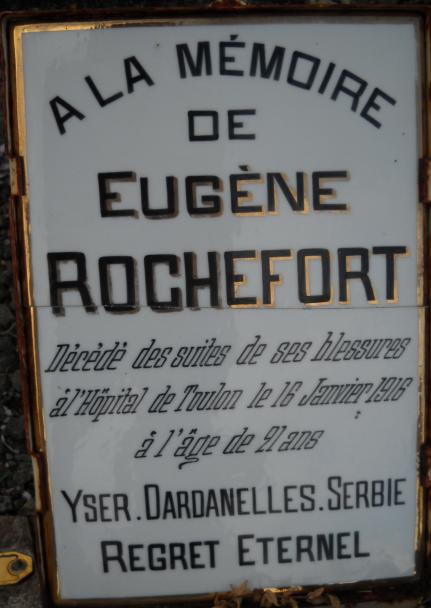 A LA MÉMOIRE
DE
EUGÈNE
ROCHEFORT
Décédé des suites de ses blessures
à l'Hôpital de Toulon le 16 Janvier 1916
à l'âge de 21 ans
YSER. DARDANELLES. SERBIE
REGRET ETERNEL